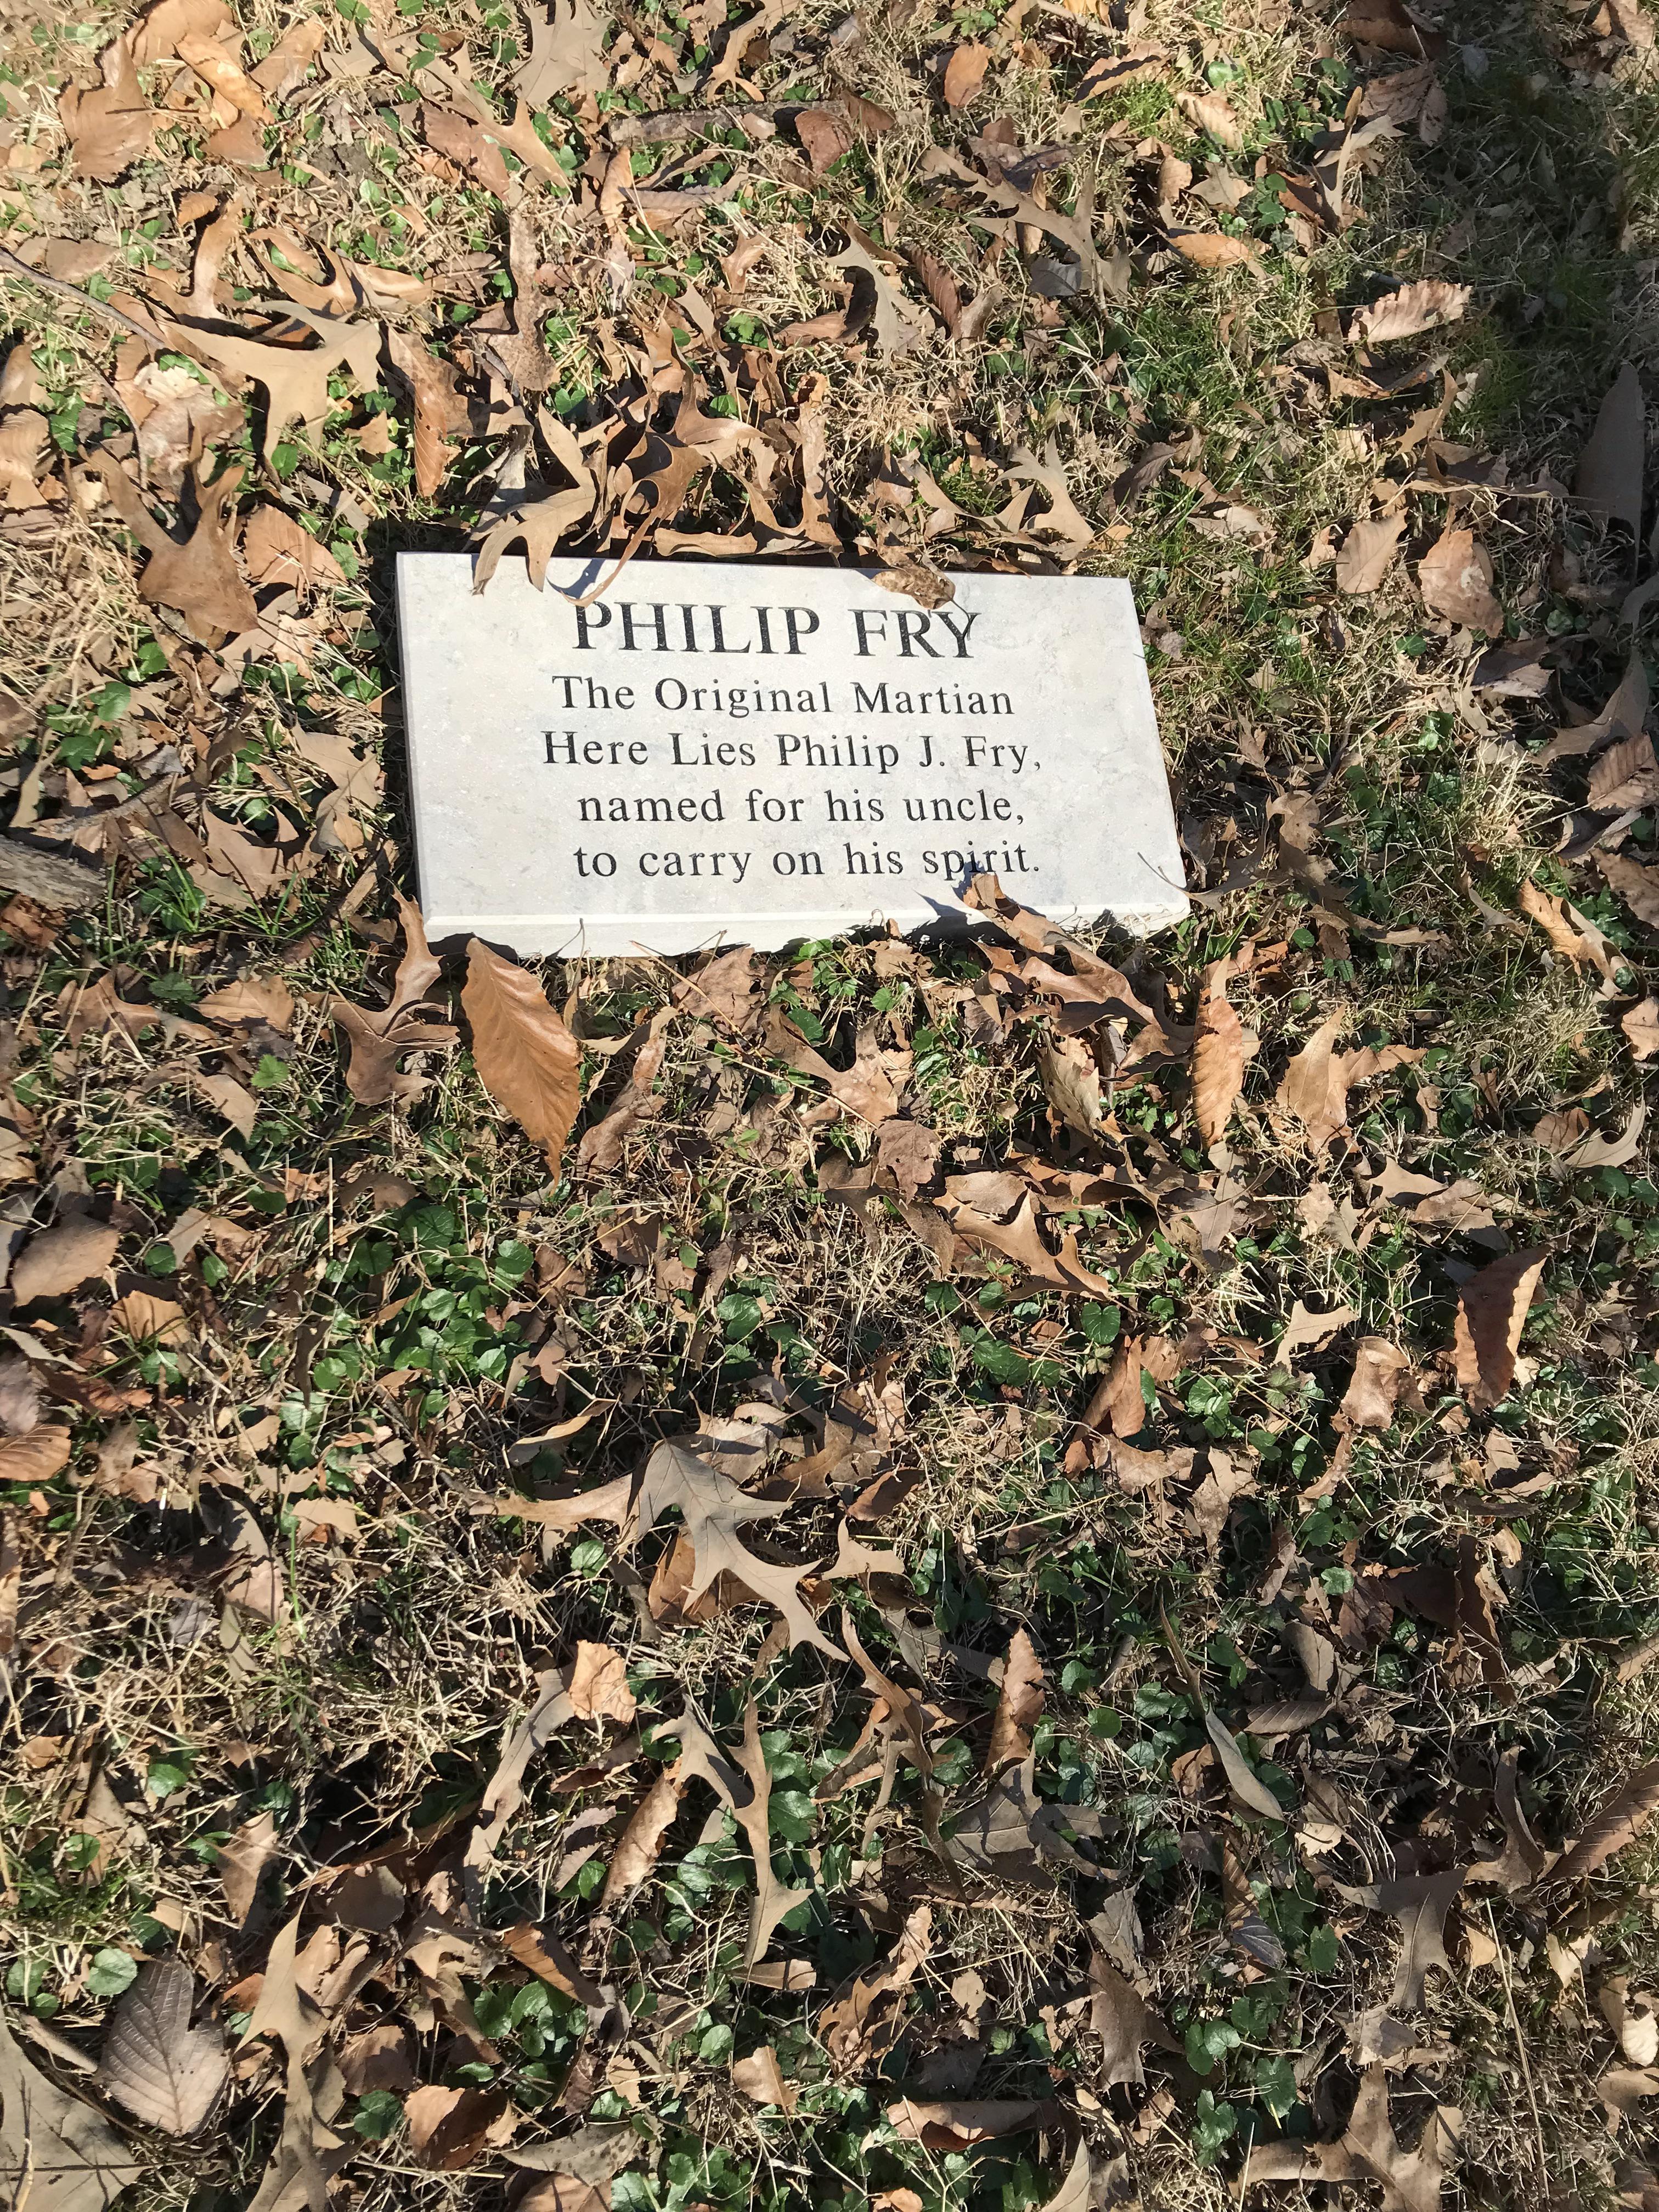 PHILIP FRY
The Original Martian
Here Lies Philip J. Fry,
named for his uncle,
to carry on his spirit.